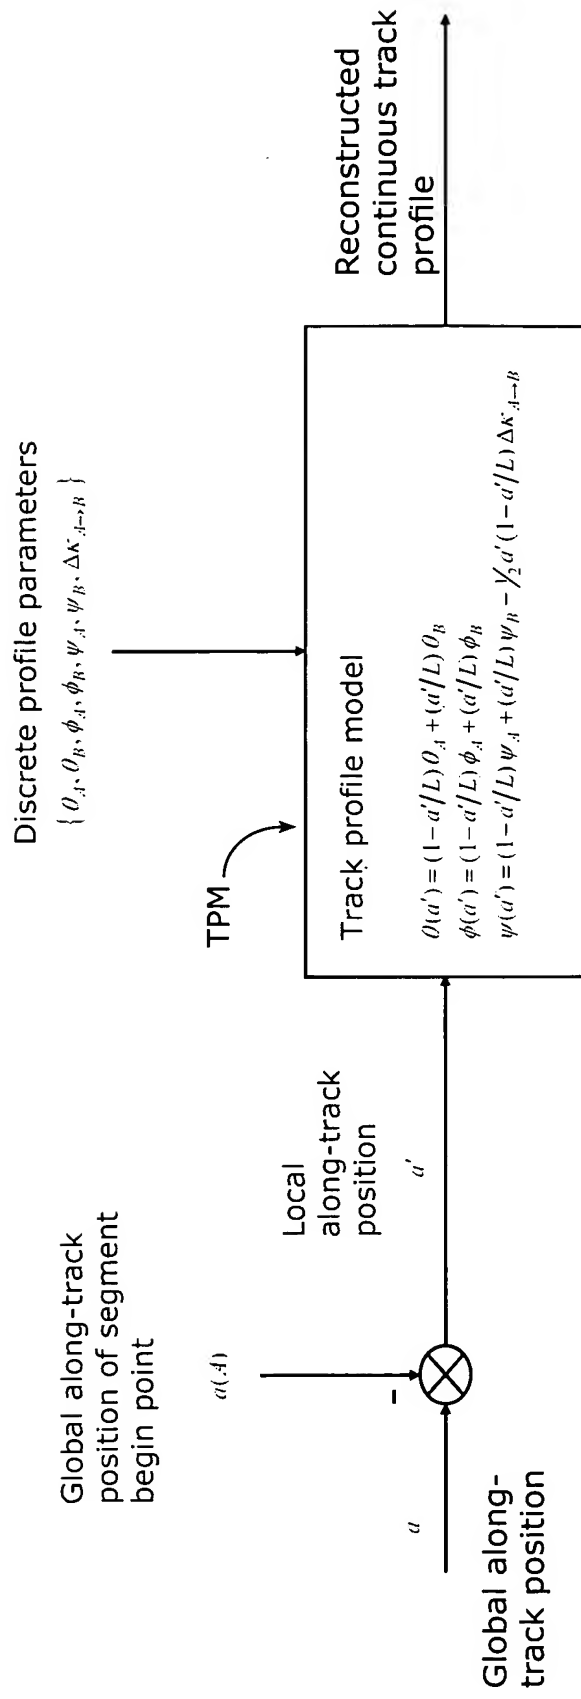 Discrete profile parameters
{θ_A, θ_B, ϕ_A, ϕ_B, ψ_A, ψ_B, Δκ_{A→B}}
TPM
Track profile model
θ(a′) = (1−a′/L) θ_A + (a′/L) θ_B
ϕ(a′) = (1−a′/L) ϕ_A + (a′/L) ϕ_B
ψ(a′) = (1−a′/L) ψ_A + (a′/L) ψ_B − ½ a′ (1−a′/L) Δκ_{A→B}
Reconstructed
continuous track
profile
Global along-track
position of segment
begin point
a(A)
-
Local
along-track
position
a′
a
Global along-
track position